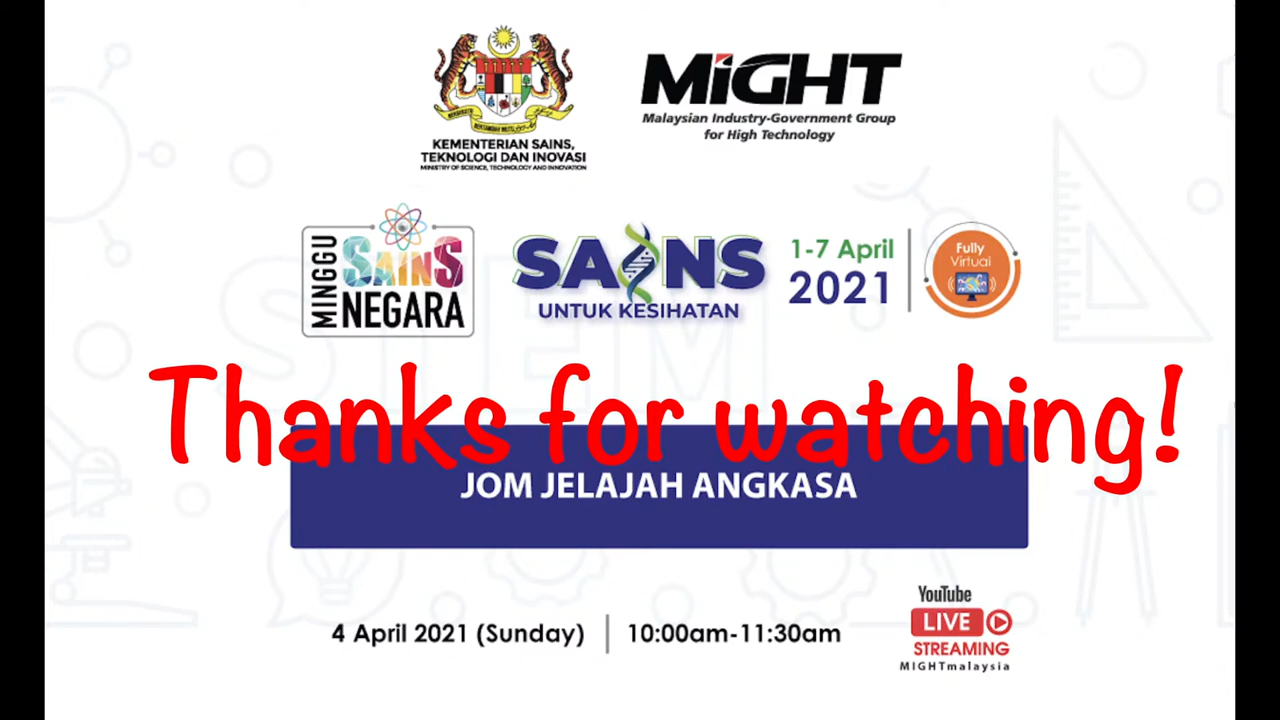 MiGHT
Malaysian Industry-Government Group
for High Technology
KEMENTERIAN SAINS,
TEKNOLOGI DAN INOVASI
MINISTRY OF SCIENCE, TECHNOLOGY AND INNOVATION
MINGGU
SAINS
NEGARA
SAINS
UNTUK KESIHATAN
1-7 April
2021
Fully
Virtual
STEM
Thanks for watching!
JOM JELAJAH ANGKASA
4 April 2021 (Sunday)
10:00am-11:30am
YouTube
LIVE
STREAMING
MIGHTmalaysia